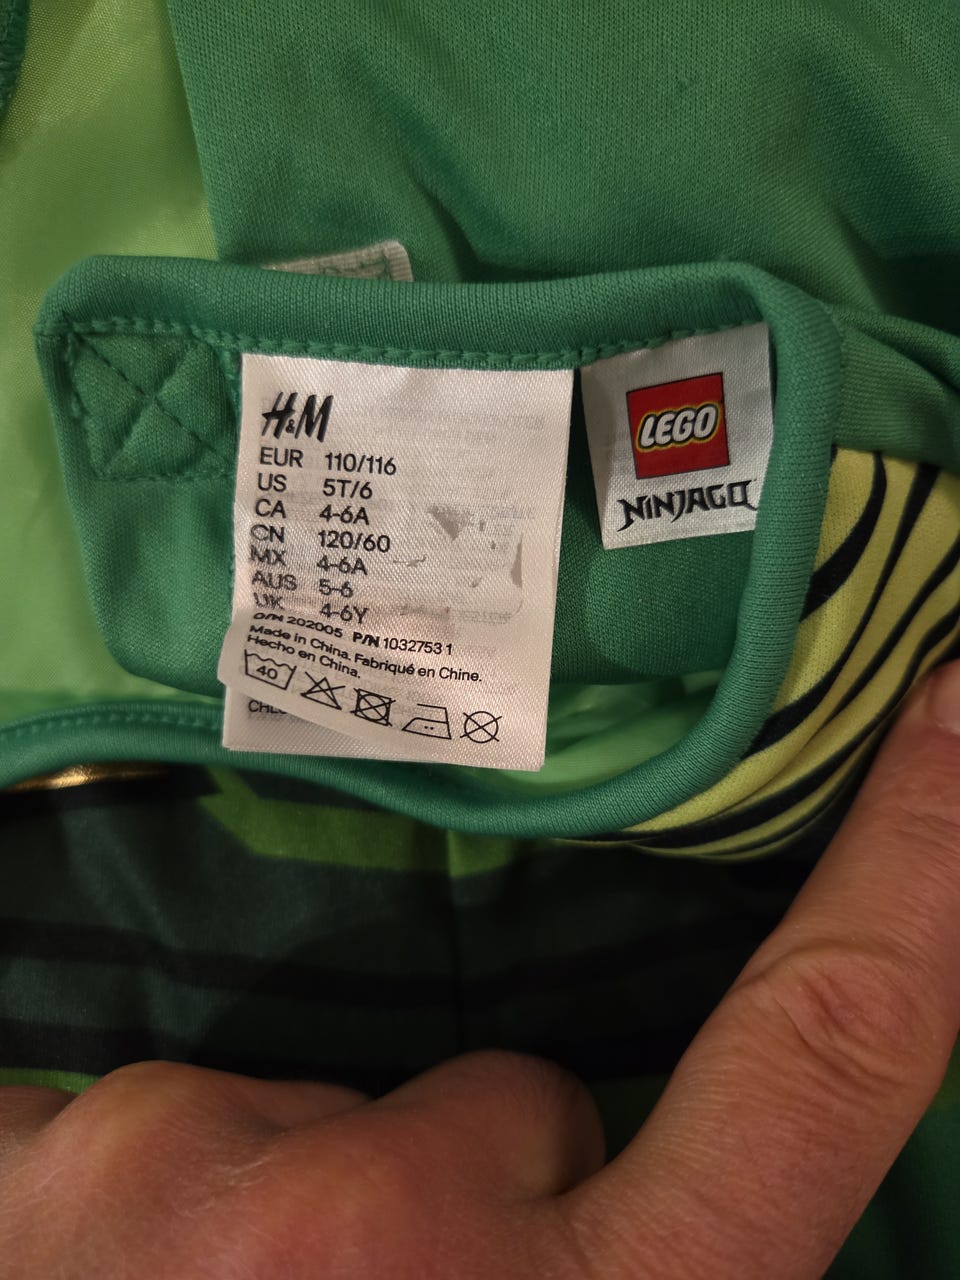 H&M
EUR 110/116
US 5T/6
CA 4-6A
CN 120/60
MX 4-6A
AUS 5-6
UK 4-6Y
O/N 202005 P/N 10327531
Made in China. Fabriqué en Chine.
Hecho en China.
40
LEGO
NINJAGO